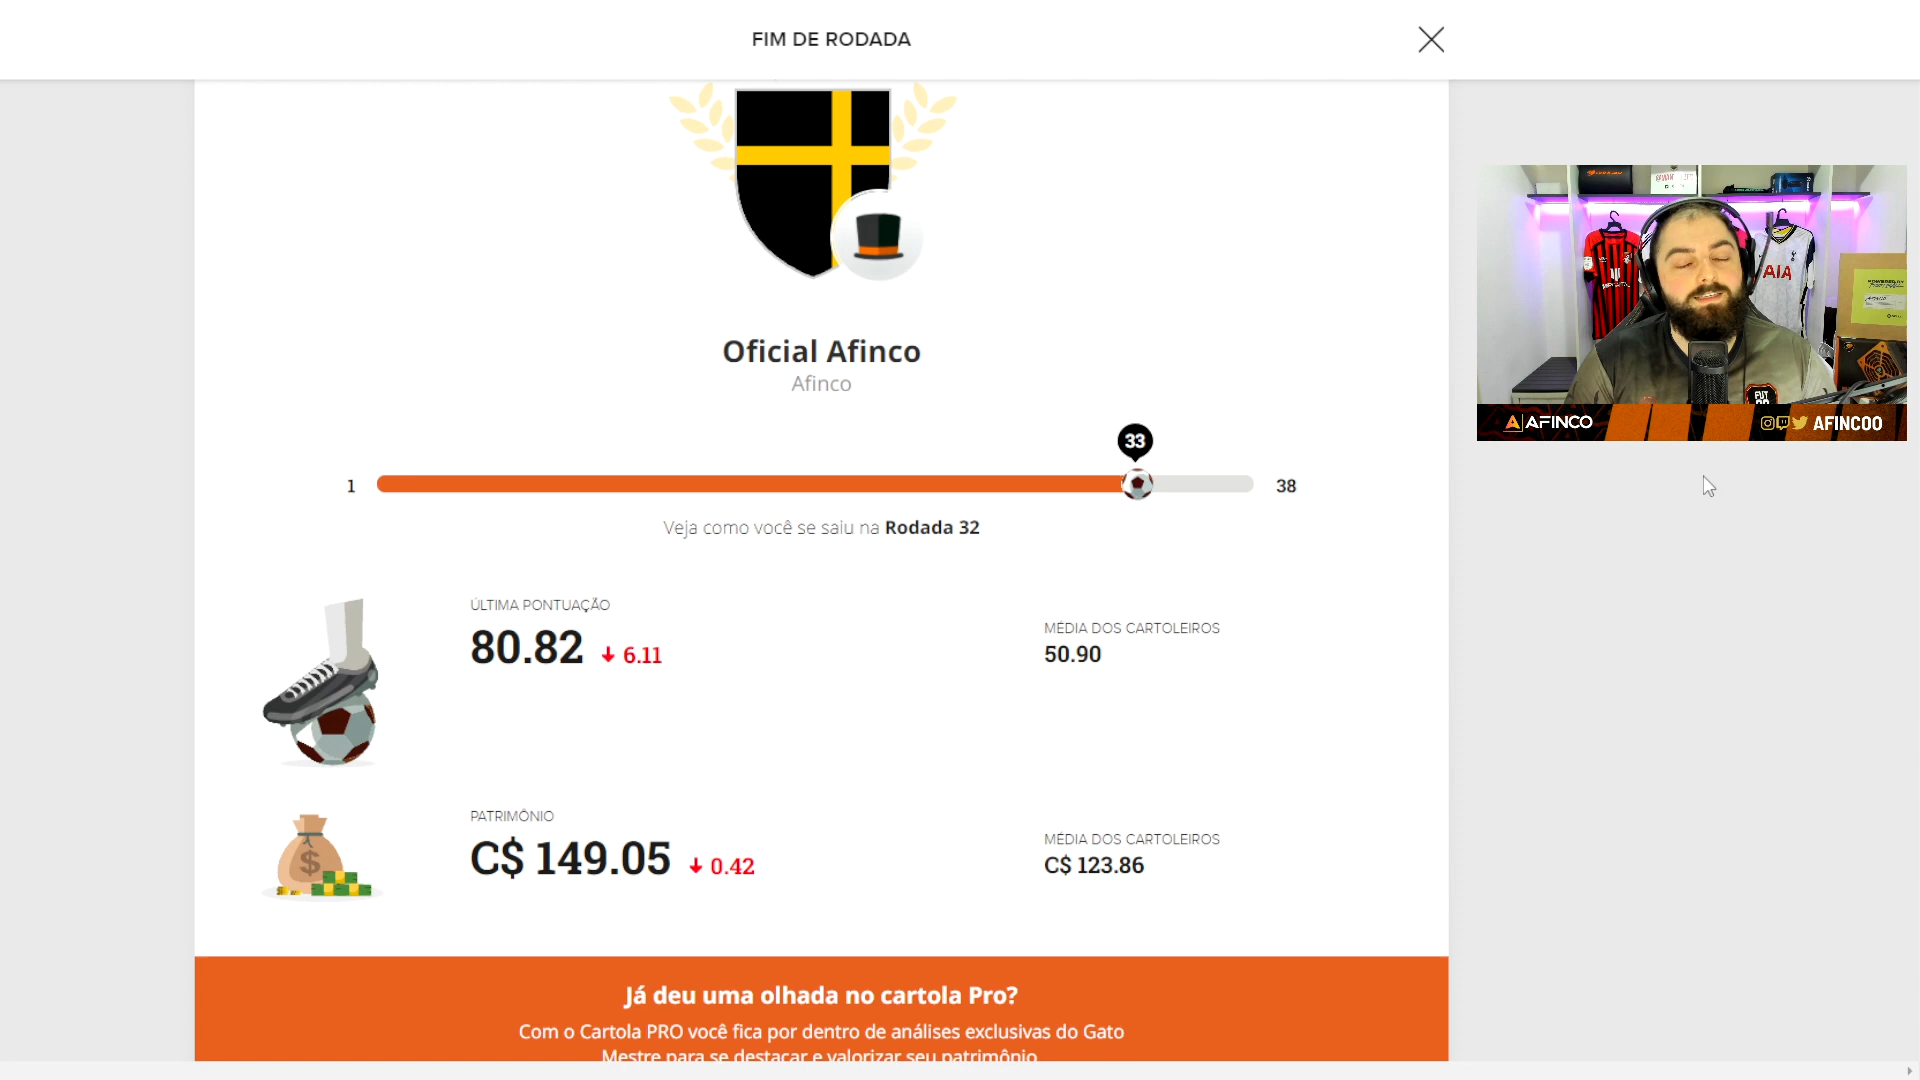 FIM DE RODADA
Oficial Afinco
Afinco
33
1
38
Veja como você se saiu na Rodada 32
ÚLTIMA PONTUAÇÃO
80.82 6.11
MÉDIA DOS CARTOLEIROS
50.90
PATRIMÔNIO
C$ 149.05 0.42
MÉDIA DOS CARTOLEIROS
C$ 123.86
Já deu uma olhada no cartola Pro?
Com o Cartola PRO você fica por dentro de análises exclusivas do Gato
Mestre para se destacar e valorizar seu patrimônio
AIA
FUT
AFINCO
AFINCOO